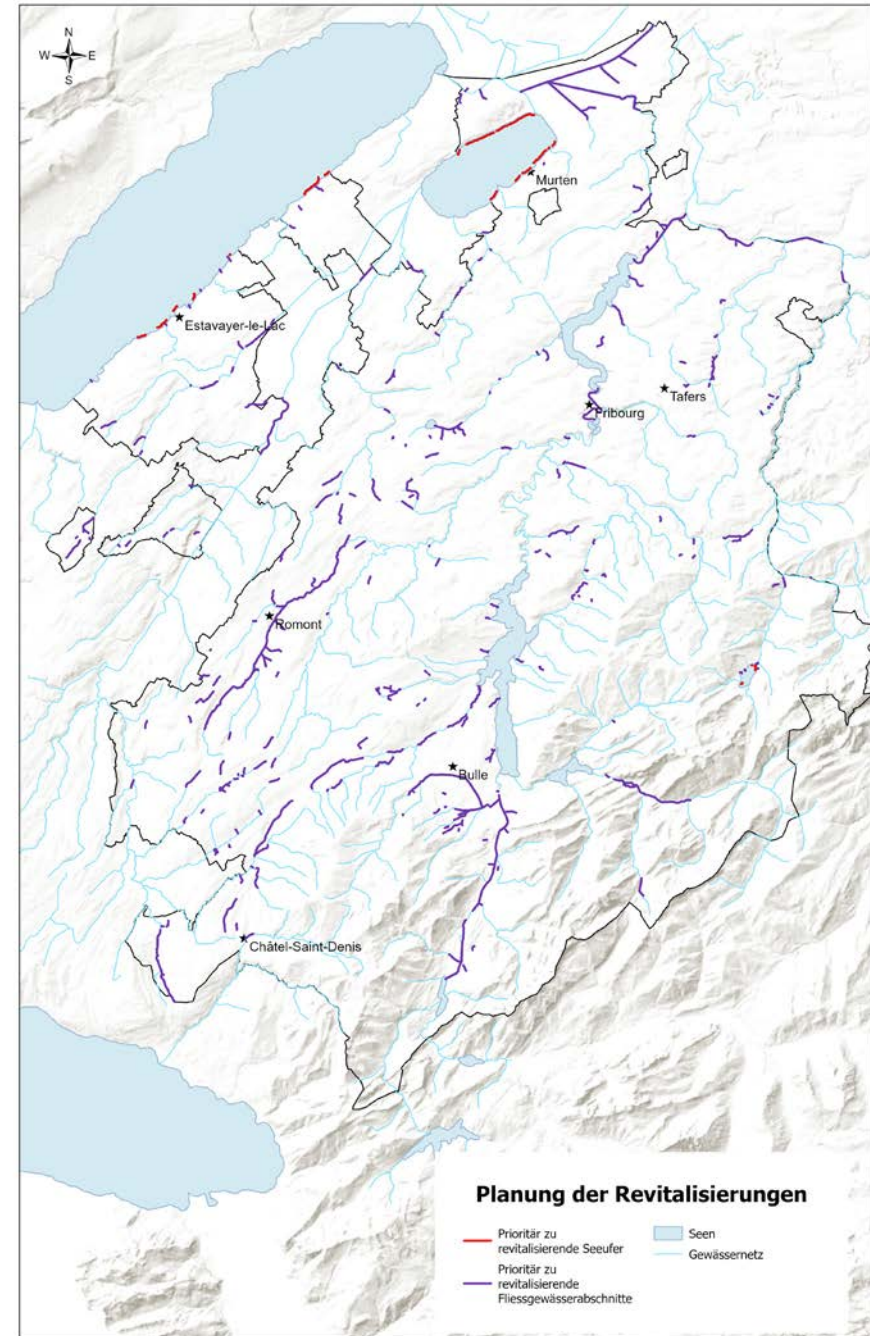 N
W E
S
Murten
Estavayer-le-Lac
Tafers
Fribourg
Romont
Bulle
Châtel-Saint-Denis
Planung der Revitalisierungen
Prioritär zu
revitalisierende Seeufer
Prioritär zu
revitalisierende
Fliessgewässerabschnitte
Seen
Gewässernetz